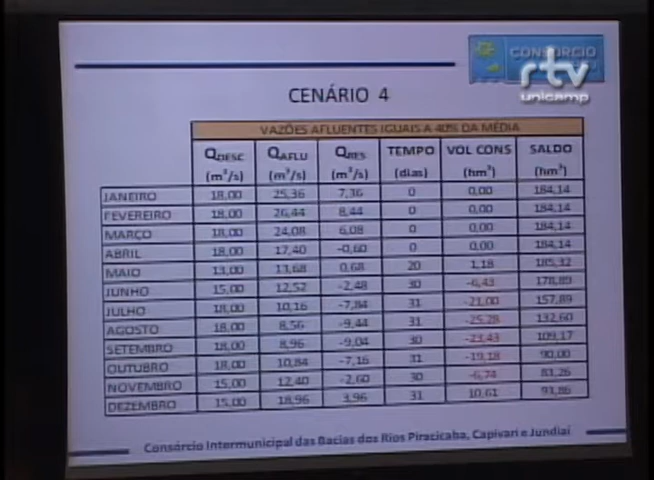 CONSÓRCIO
rtv
unicamp
CENÁRIO 4
VAZÕES AFLUENTES IGUAIS A 40% DA MÉDIA
QDESC QAFLU QRES TEMPO VOL CONS SALDO
(m³/s) (m³/s) (m³/s) (dias) (hm³) (hm³)
JANEIRO 18,00 25,36 7,36 0 0,00 184,14
FEVEREIRO 18,00 26,44 8,44 0 0,00 184,14
MARÇO 18,00 24,08 6,08 0 0,00 184,14
ABRIL 18,00 17,40 -0,60 0 0,00 184,14
MAIO 13,00 13,68 0,68 20 1,18 185,32
JUNHO 15,00 12,52 -2,48 30 -6,43 178,89
JULHO 18,00 10,16 -7,84 31 -21,00 157,89
AGOSTO 18,00 8,56 -9,44 31 -25,28 132,60
SETEMBRO 18,00 8,96 -9,04 30 -23,43 109,17
OUTUBRO 18,00 10,84 -7,16 31 -19,18 90,00
NOVEMBRO 15,00 12,40 -2,60 30 -6,74 83,26
DEZEMBRO 15,00 18,96 3,96 31 10,61 93,86
Consórcio Intermunicipal das Bacias dos Rios Piracicaba, Capivari e Jundiaí